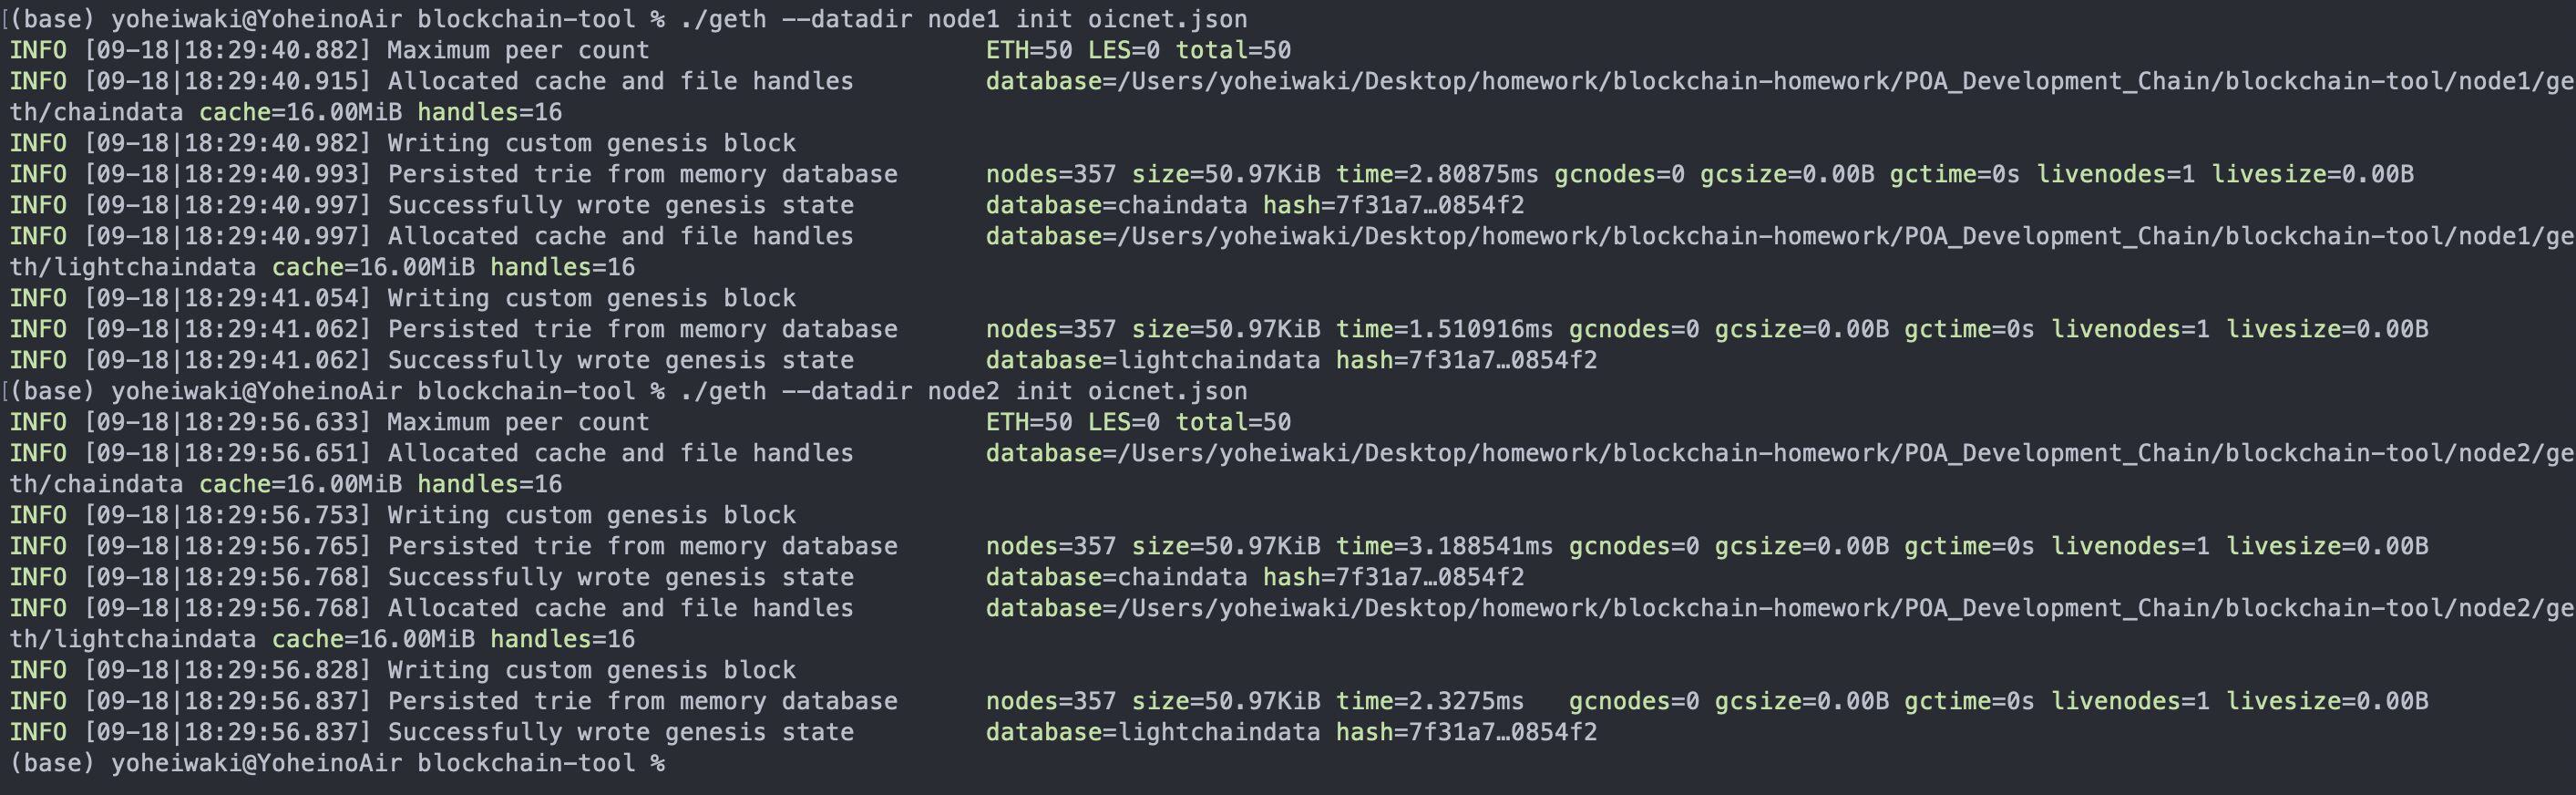 [(base) yoheiwaki@YoheinoAir blockchain-tool % ./geth --datadir node1 init oicnet.json
INFO [09-18|18:29:40.882] Maximum peer count                       ETH=50 LES=0 total=50
INFO [09-18|18:29:40.915] Allocated cache and file handles         database=/Users/yoheiwaki/Desktop/homework/blockchain-homework/POA_Development_Chain/blockchain-tool/node1/ge
th/chaindata cache=16.00MiB handles=16
INFO [09-18|18:29:40.982] Writing custom genesis block
INFO [09-18|18:29:40.993] Persisted trie from memory database      nodes=357 size=50.97KiB time=2.80875ms gcnodes=0 gcsize=0.00B gctime=0s livenodes=1 livesize=0.00B
INFO [09-18|18:29:40.997] Successfully wrote genesis state         database=chaindata hash=7f31a7…0854f2
INFO [09-18|18:29:40.997] Allocated cache and file handles         database=/Users/yoheiwaki/Desktop/homework/blockchain-homework/POA_Development_Chain/blockchain-tool/node1/ge
th/lightchaindata cache=16.00MiB handles=16
INFO [09-18|18:29:41.054] Writing custom genesis block
INFO [09-18|18:29:41.062] Persisted trie from memory database      nodes=357 size=50.97KiB time=1.510916ms gcnodes=0 gcsize=0.00B gctime=0s livenodes=1 livesize=0.00B
INFO [09-18|18:29:41.062] Successfully wrote genesis state         database=lightchaindata hash=7f31a7…0854f2
[(base) yoheiwaki@YoheinoAir blockchain-tool % ./geth --datadir node2 init oicnet.json
INFO [09-18|18:29:56.633] Maximum peer count                       ETH=50 LES=0 total=50
INFO [09-18|18:29:56.651] Allocated cache and file handles         database=/Users/yoheiwaki/Desktop/homework/blockchain-homework/POA_Development_Chain/blockchain-tool/node2/ge
th/chaindata cache=16.00MiB handles=16
INFO [09-18|18:29:56.753] Writing custom genesis block
INFO [09-18|18:29:56.765] Persisted trie from memory database      nodes=357 size=50.97KiB time=3.188541ms gcnodes=0 gcsize=0.00B gctime=0s livenodes=1 livesize=0.00B
INFO [09-18|18:29:56.768] Successfully wrote genesis state         database=chaindata hash=7f31a7…0854f2
INFO [09-18|18:29:56.768] Allocated cache and file handles         database=/Users/yoheiwaki/Desktop/homework/blockchain-homework/POA_Development_Chain/blockchain-tool/node2/ge
th/lightchaindata cache=16.00MiB handles=16
INFO [09-18|18:29:56.828] Writing custom genesis block
INFO [09-18|18:29:56.837] Persisted trie from memory database      nodes=357 size=50.97KiB time=2.3275ms   gcnodes=0 gcsize=0.00B gctime=0s livenodes=1 livesize=0.00B
INFO [09-18|18:29:56.837] Successfully wrote genesis state         database=lightchaindata hash=7f31a7…0854f2
(base) yoheiwaki@YoheinoAir blockchain-tool %